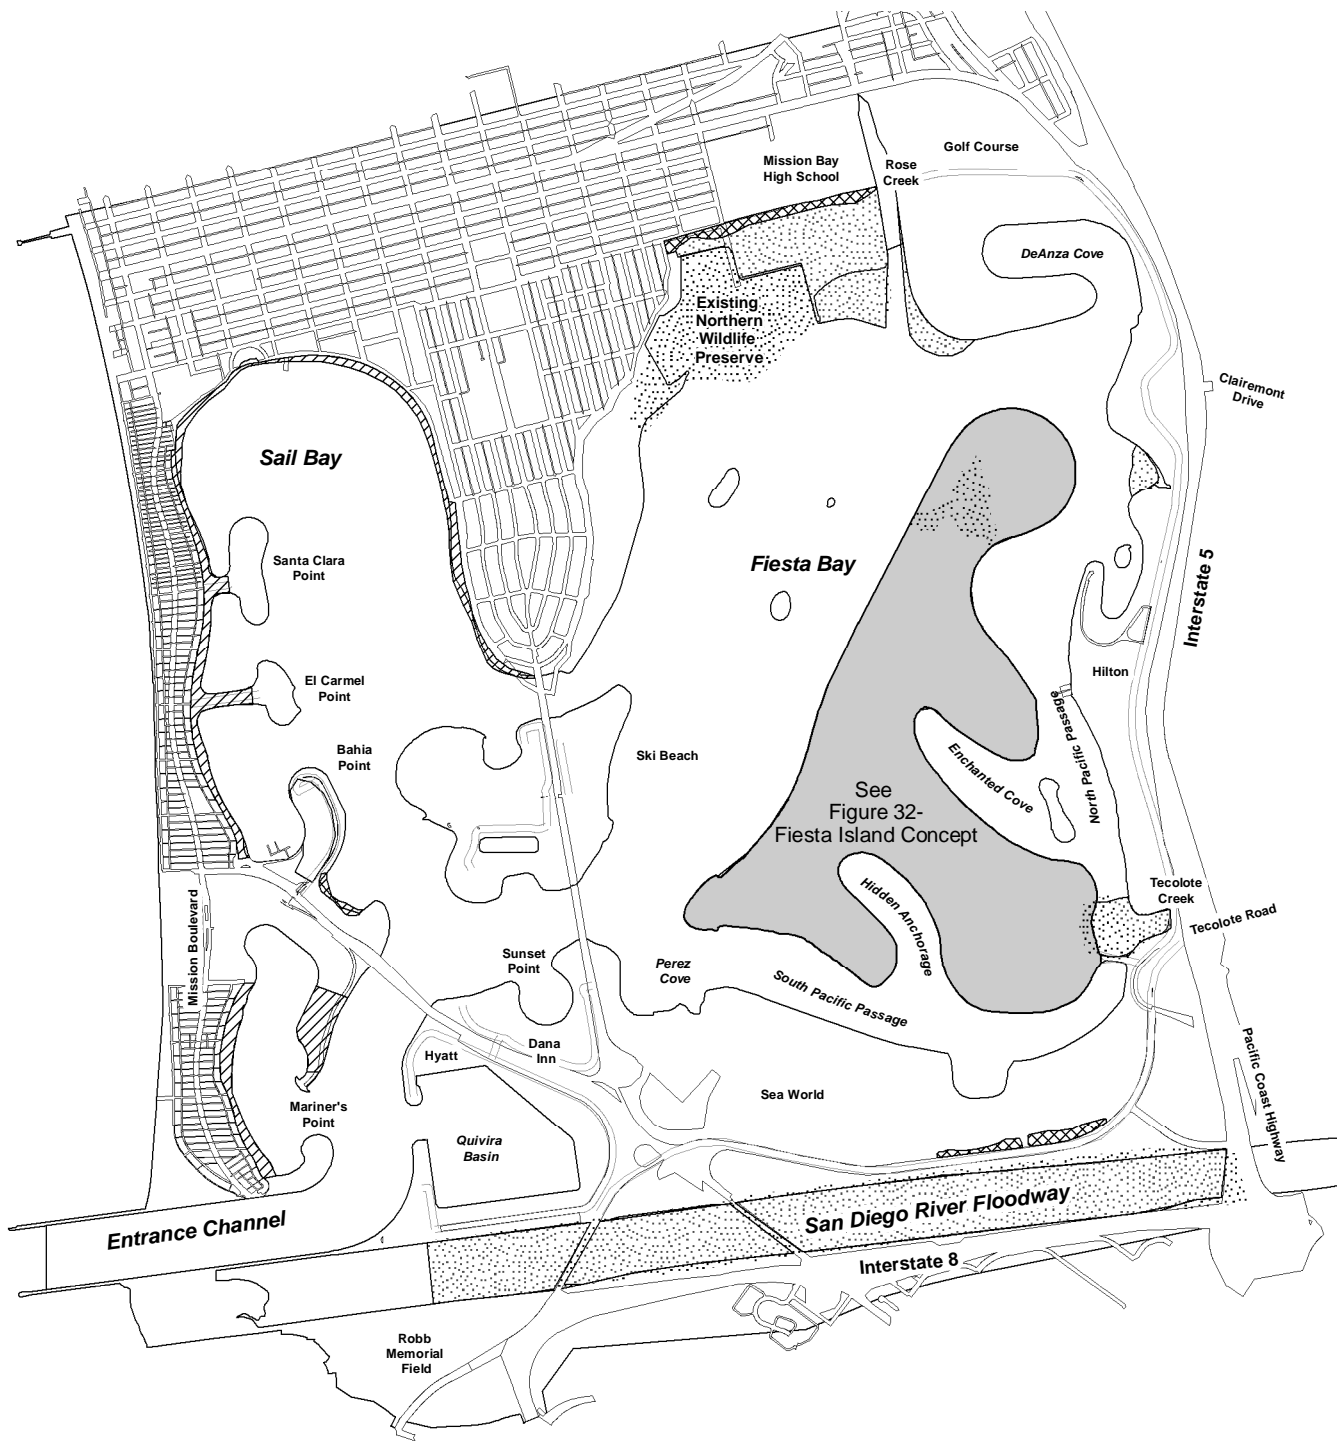 Golf Course
Mission Bay
High School
Rose
Creek
DeAnza Cove
Existing
Northern
Wildlife
Preserve
Clairemont
Drive
Sail Bay
Santa Clara
Point
Fiesta Bay
Interstate 5
El Carmel
Point
Hilton
North Pacific Passage
Bahia
Point
Ski Beach
Enchanted Cove
See
Figure 32-
Fiesta Island Concept
Mission Boulevard
Hidden Anchorage
Tecolote
Creek
Tecolote Road
Sunset
Point
Perez
Cove
South Pacific Passage
Hyatt
Dana
Inn
Sea World
Pacific Coast Highway
Mariner's
Point
Quivira
Basin
Entrance Channel
San Diego River Floodway
Interstate 8
Robb
Memorial
Field